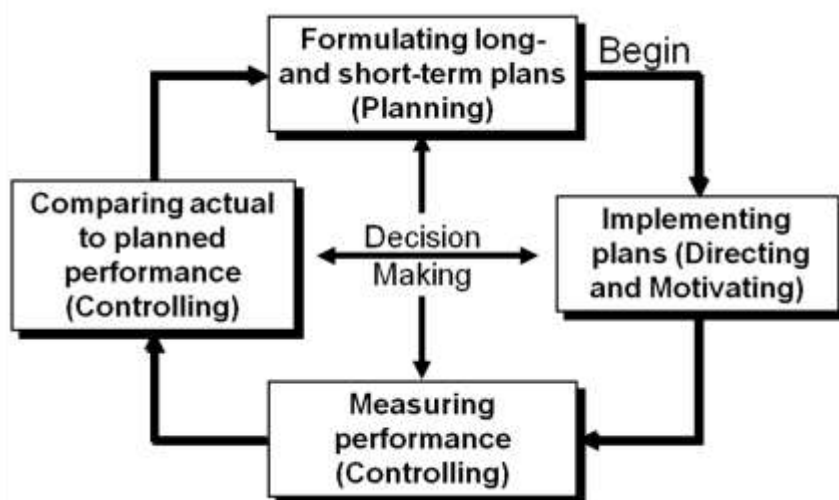 Formulating long-
and short-term plans
(Planning)
Begin
Comparing actual
to planned
performance
(Controlling)
Decision
Making
Implementing
plans (Directing
and Motivating)
Measuring
performance
(Controlling)